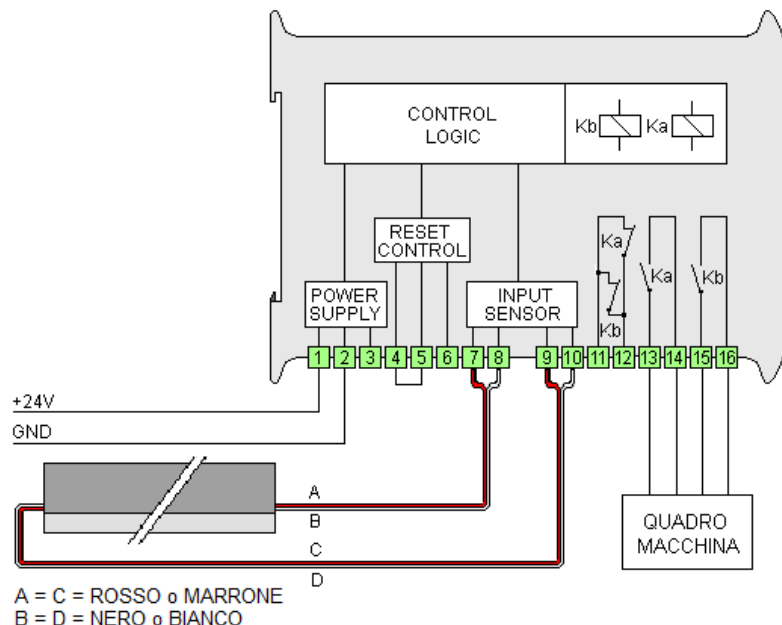 CONTROL
LOGIC
Kb
Ka
RESET
CONTROL
POWER
SUPPLY
INPUT
SENSOR
Ka
Kb
Ka
Kb
1 2 3 4 5 6 7 8 9 10 11 12 13 14 15 16
+24V
GND
A
B
C
D
QUADRO
MACCHINA
A = C = ROSSO o MARRONE
B = D = NERO o BIANCO